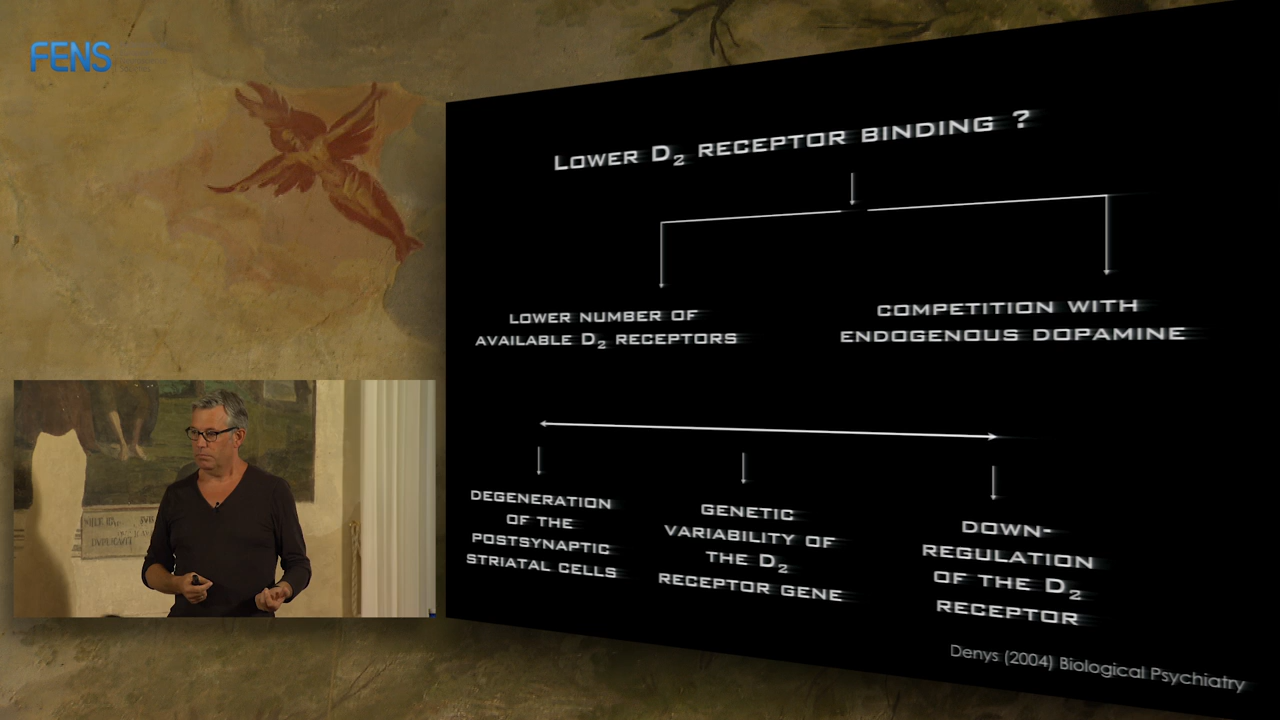 FENS
LOWER D₂ RECEPTOR BINDING ?
LOWER NUMBER OF
AVAILABLE D₂ RECEPTORS
COMPETITION WITH
ENDOGENOUS DOPAMINE
DEGENERATION
OF THE
POSTSYNAPTIC
STRIATAL CELLS
GENETIC
VARIABILITY OF
THE D₂
RECEPTOR GENE
DOWN-
REGULATION
OF THE D₂
RECEPTOR
Denys (2004) Biological Psychiatry